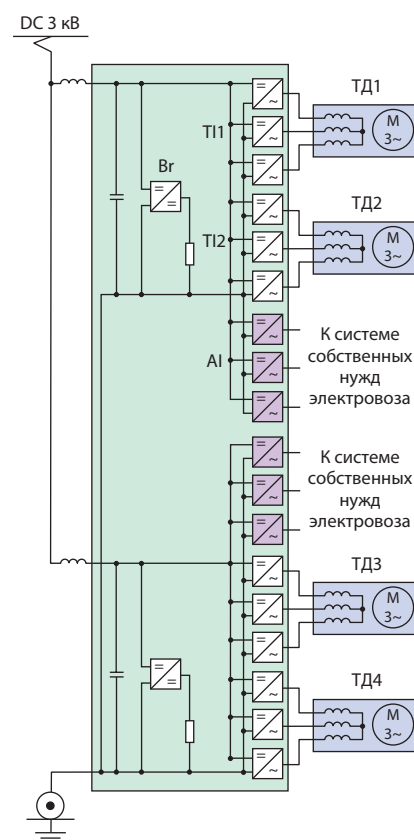 DC 3 кВ
ТД1
М
3~
TI1
Br
ТД2
М
3~
TI2
AI
К системе
собственных
нужд
электровоза
К системе
собственных
нужд
электровоза
ТД3
М
3~
ТД4
М
3~